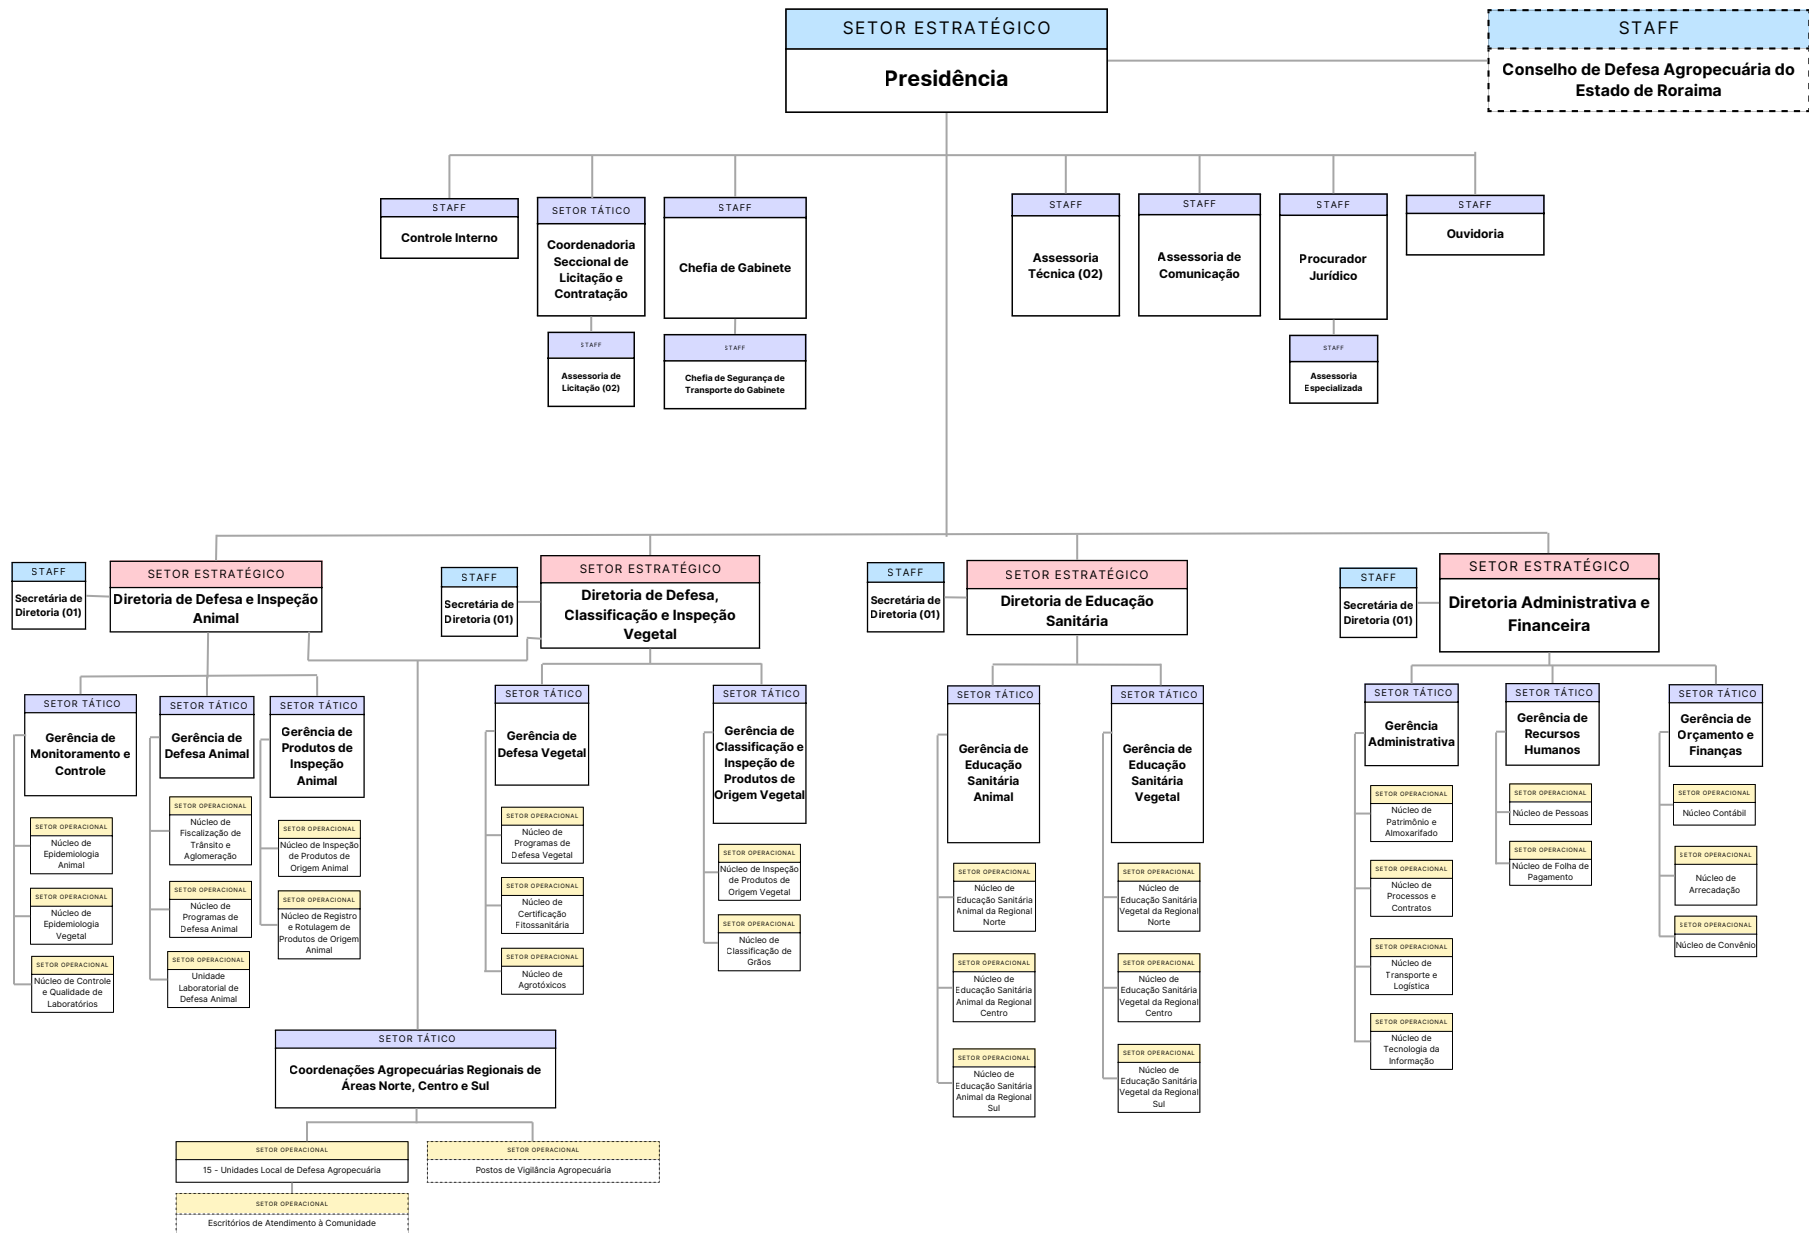 SETOR ESTRATÉGICO
Presidência
STAFF
Conselho de Defesa Agropecuária do
Estado de Roraima
STAFF
Controle Interno
SETOR TÁTICO
Coordenadoria
Seccional de
Licitação e
Contratação
STAFF
Assessoria de
Licitação (02)
STAFF
Chefia de Gabinete
STAFF
Chefia de Segurança de
Transporte do Gabinete
STAFF
Assessoria
Técnica (02)
STAFF
Assessoria de
Comunicação
STAFF
Procurador
Jurídico
STAFF
Assessoria
Especializada
STAFF
Ouvidoria
STAFF
Secretária de
Diretoria (01)
SETOR ESTRATÉGICO
Diretoria de Defesa e Inspeção
Animal
SETOR TÁTICO
Gerência de
Monitoramento e
Controle
SETOR OPERACIONAL
Núcleo de
Epidemiologia
Animal
SETOR OPERACIONAL
Núcleo de
Epidemiologia
Vegetal
SETOR OPERACIONAL
Núcleo de Controle
e Qualidade de
Laboratórios
SETOR TÁTICO
Gerência de
Defesa Animal
SETOR OPERACIONAL
Núcleo de
Fiscalização de
Trânsito e
Aglomeração
SETOR OPERACIONAL
Núcleo de
Programas de
Defesa Animal
SETOR OPERACIONAL
Unidade
Laboratorial de
Defesa Animal
SETOR TÁTICO
Gerência de
Produtos de
Inspeção
Animal
SETOR OPERACIONAL
Núcleo de Inspeção
de Produtos de
Origem Animal
SETOR OPERACIONAL
Núcleo de Registro
e Rotulagem de
Produtos de Origem
Animal
STAFF
Secretária de
Diretoria (01)
SETOR ESTRATÉGICO
Diretoria de Defesa,
Classificação e Inspeção
Vegetal
SETOR TÁTICO
Gerência de
Defesa Vegetal
SETOR OPERACIONAL
Núcleo de
Programas de
Defesa Vegetal
SETOR OPERACIONAL
Núcleo de
Certificação
Fitossanitária
SETOR OPERACIONAL
Núcleo de
Agrotóxicos
SETOR TÁTICO
Gerência de
Classificação e
Inspeção de
Produtos de
Origem Vegetal
SETOR OPERACIONAL
Núcleo de Inspeção
de Produtos de
Origem Vegetal
SETOR OPERACIONAL
Núcleo de
Classificação de
Grãos
SETOR TÁTICO
Coordenações Agropecuárias Regionais de
Áreas Norte, Centro e Sul
SETOR OPERACIONAL
15 - Unidades Local de Defesa Agropecuária
SETOR OPERACIONAL
Escritórios de Atendimento à Comunidade
SETOR OPERACIONAL
Postos de Vigilância Agropecuária
STAFF
Secretária de
Diretoria (01)
SETOR ESTRATÉGICO
Diretoria de Educação
Sanitária
SETOR TÁTICO
Gerência de
Educação
Sanitária
Animal
SETOR OPERACIONAL
Núcleo de
Educação Sanitária
Animal da Regional
Norte
SETOR OPERACIONAL
Núcleo de
Educação Sanitária
Animal da Regional
Centro
SETOR OPERACIONAL
Núcleo de
Educação Sanitária
Animal da Regional
Sul
SETOR TÁTICO
Gerência de
Educação
Sanitária
Vegetal
SETOR OPERACIONAL
Núcleo de
Educação Sanitária
Vegetal da Regional
Norte
SETOR OPERACIONAL
Núcleo de
Educação Sanitária
Vegetal da Regional
Centro
SETOR OPERACIONAL
Núcleo de
Educação Sanitária
Vegetal da Regional
Sul
STAFF
Secretária de
Diretoria (01)
SETOR ESTRATÉGICO
Diretoria Administrativa e
Financeira
SETOR TÁTICO
Gerência
Administrativa
SETOR OPERACIONAL
Núcleo de
Patrimônio e
Almoxarifado
SETOR OPERACIONAL
Núcleo de
Processos e
Contratos
SETOR OPERACIONAL
Núcleo de
Transporte e
Logística
SETOR OPERACIONAL
Núcleo de
Tecnologia da
Informação
SETOR TÁTICO
Gerência de
Recursos
Humanos
SETOR OPERACIONAL
Núcleo de Pessoas
SETOR OPERACIONAL
Núcleo de Folha de
Pagamento
SETOR TÁTICO
Gerência de
Orçamento e
Finanças
SETOR OPERACIONAL
Núcleo Contábil
SETOR OPERACIONAL
Núcleo de
Arrecadação
SETOR OPERACIONAL
Núcleo de Convênio